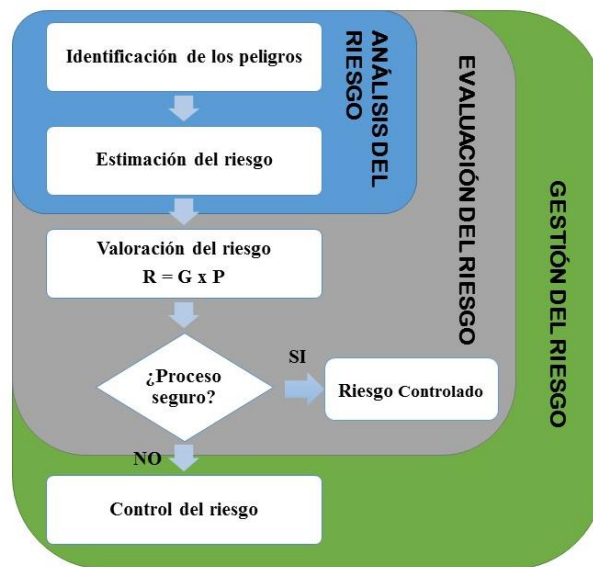 Identificación de los peligros
Estimación del riesgo
ANÁLISIS DEL
RIESGO
Valoración del riesgo
R = G x P
¿Proceso
seguro?
SI
Riesgo Controlado
EVALUACIÓN DEL RIESGO
NO
Control del riesgo
GESTIÓN DEL RIESGO